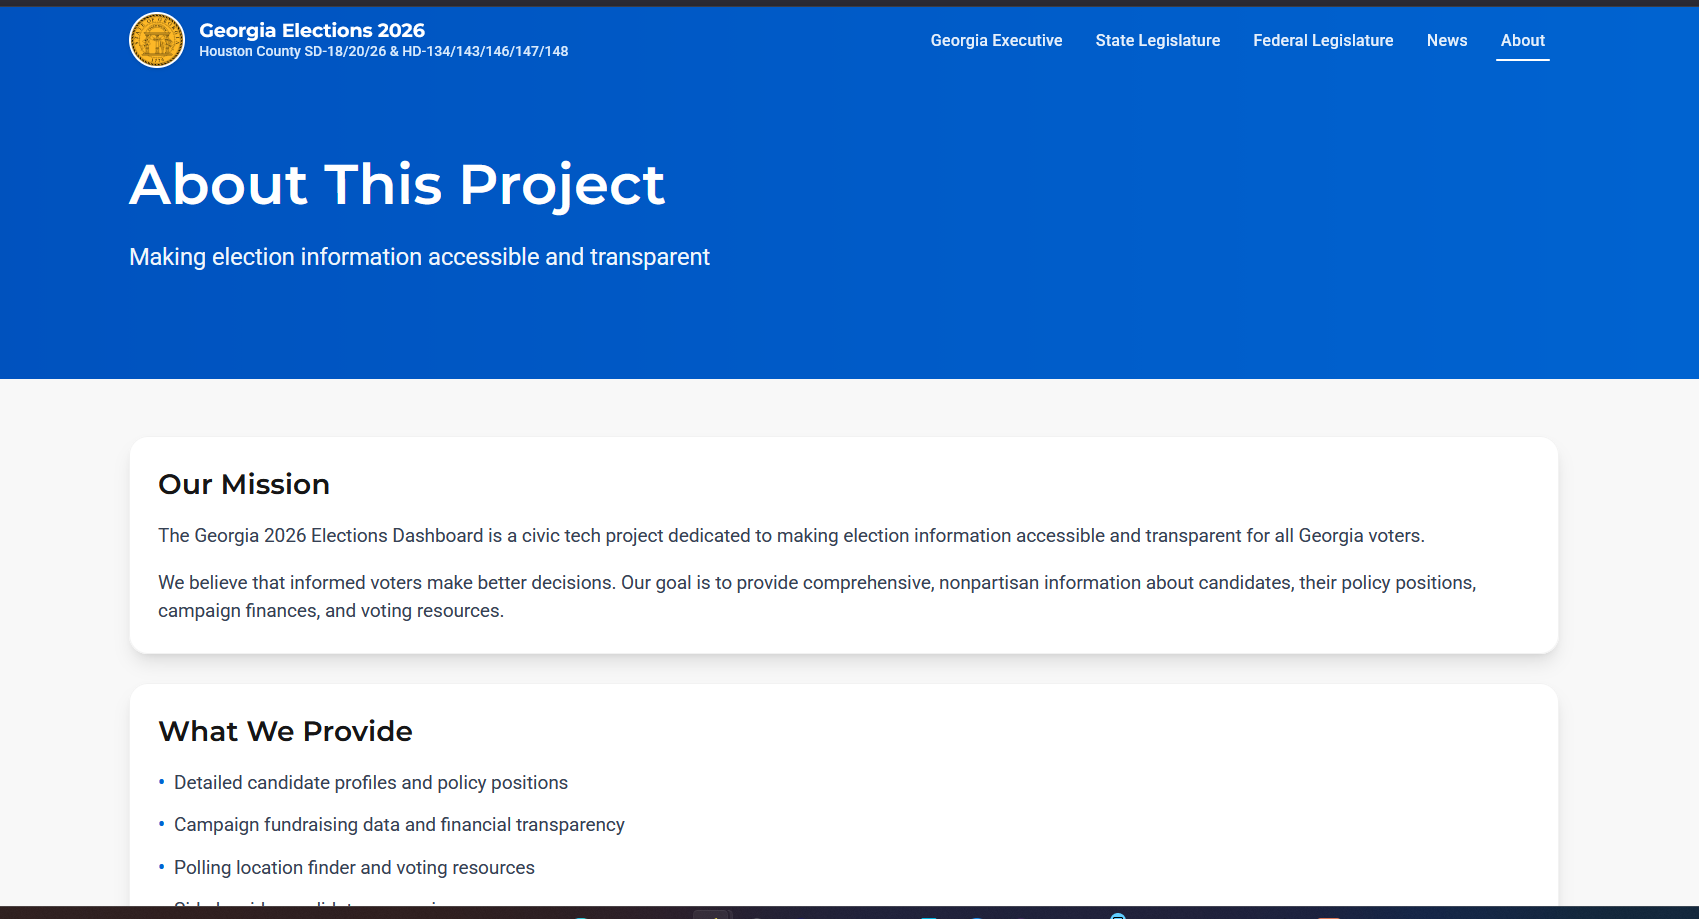 Georgia Elections 2026
Houston County SD-18/20/26 & HD-134/143/146/147/148
Georgia Executive
State Legislature
Federal Legislature
News
About
About This Project
Making election information accessible and transparent
Our Mission
The Georgia 2026 Elections Dashboard is a civic tech project dedicated to making election information accessible and transparent for all Georgia voters.
We believe that informed voters make better decisions. Our goal is to provide comprehensive, nonpartisan information about candidates, their policy positions,
campaign finances, and voting resources.
What We Provide
• Detailed candidate profiles and policy positions
• Campaign fundraising data and financial transparency
• Polling location finder and voting resources